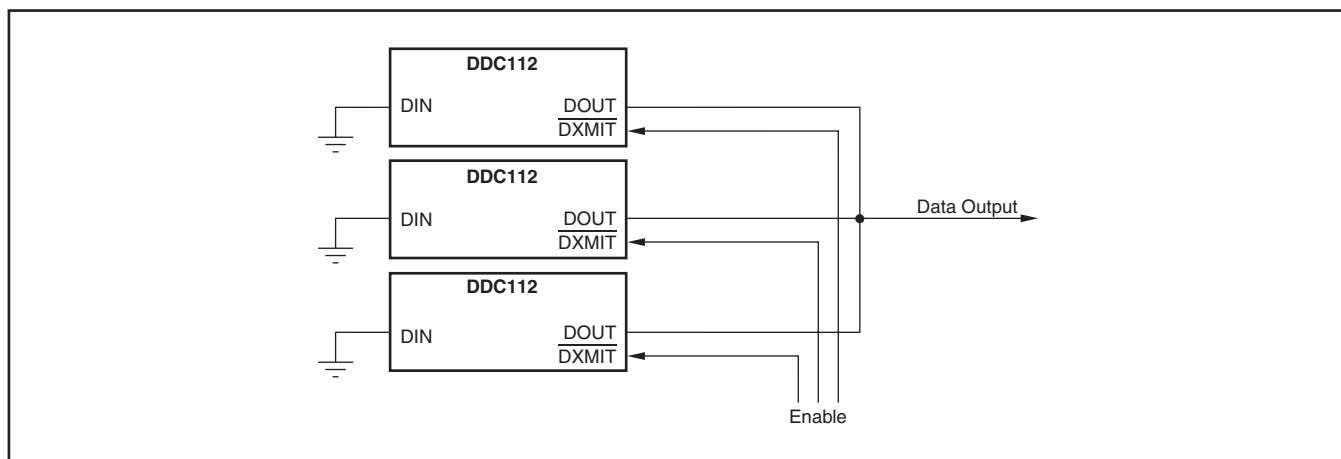 DDC112
DIN DOUT
DXMIT
DDC112
Data Output
DIN DOUT
DXMIT
DDC112
DIN DOUT
DXMIT
Enable